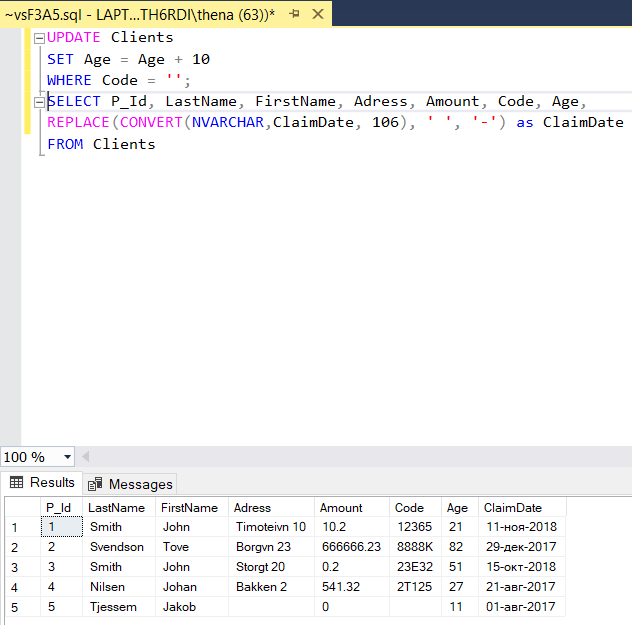 ~vsF3A5.sql - LAPT...TH6RDI\thena (63))*
UPDATE Clients
SET Age = Age + 10
WHERE Code = '';
SELECT P_Id, LastName, FirstName, Adress, Amount, Code, Age,
REPLACE(CONVERT(NVARCHAR,ClaimDate, 106), ' ', '-') as ClaimDate
FROM Clients
100 %
Results Messages
P_Id LastName FirstName Adress Amount Code Age ClaimDate
1 1 Smith John Timoteivn 10 10.2 12365 21 11-ноя-2018
2 2 Svendson Tove Borgvn 23 666666.23 8888K 82 29-дек-2017
3 3 Smith John Storgt 20 0.2 23E32 51 15-окт-2018
4 4 Nilsen Johan Bakken 2 541.32 2T125 27 21-авг-2017
5 5 Tjessem Jakob 0 11 01-авг-2017